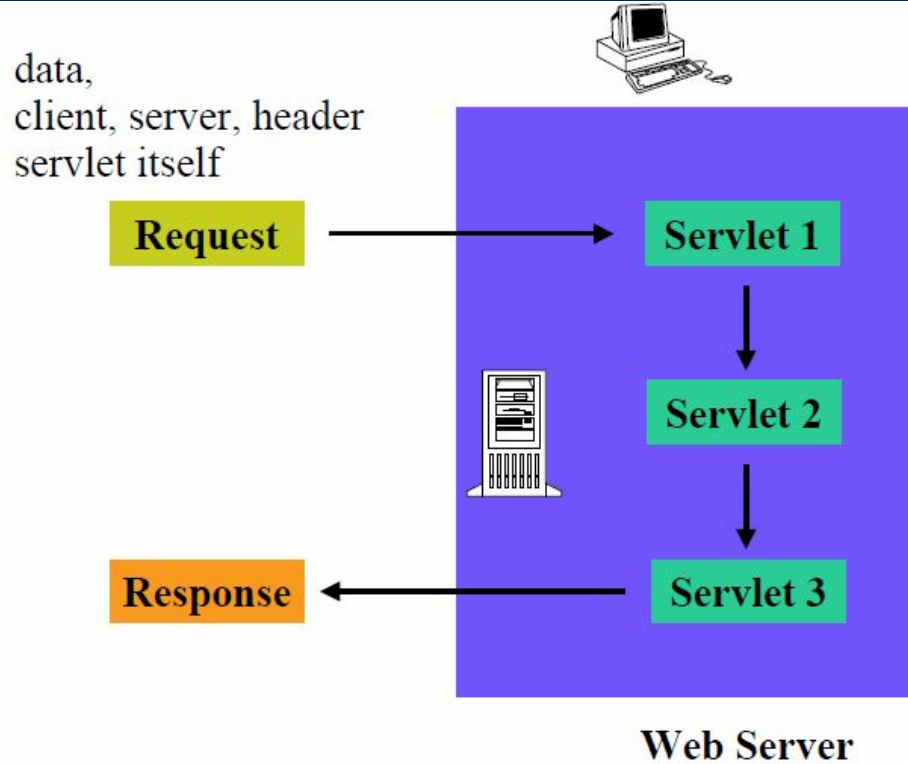 data,
client, server, header
servlet itself
Request
Servlet 1
Servlet 2
Response
Servlet 3
Web Server